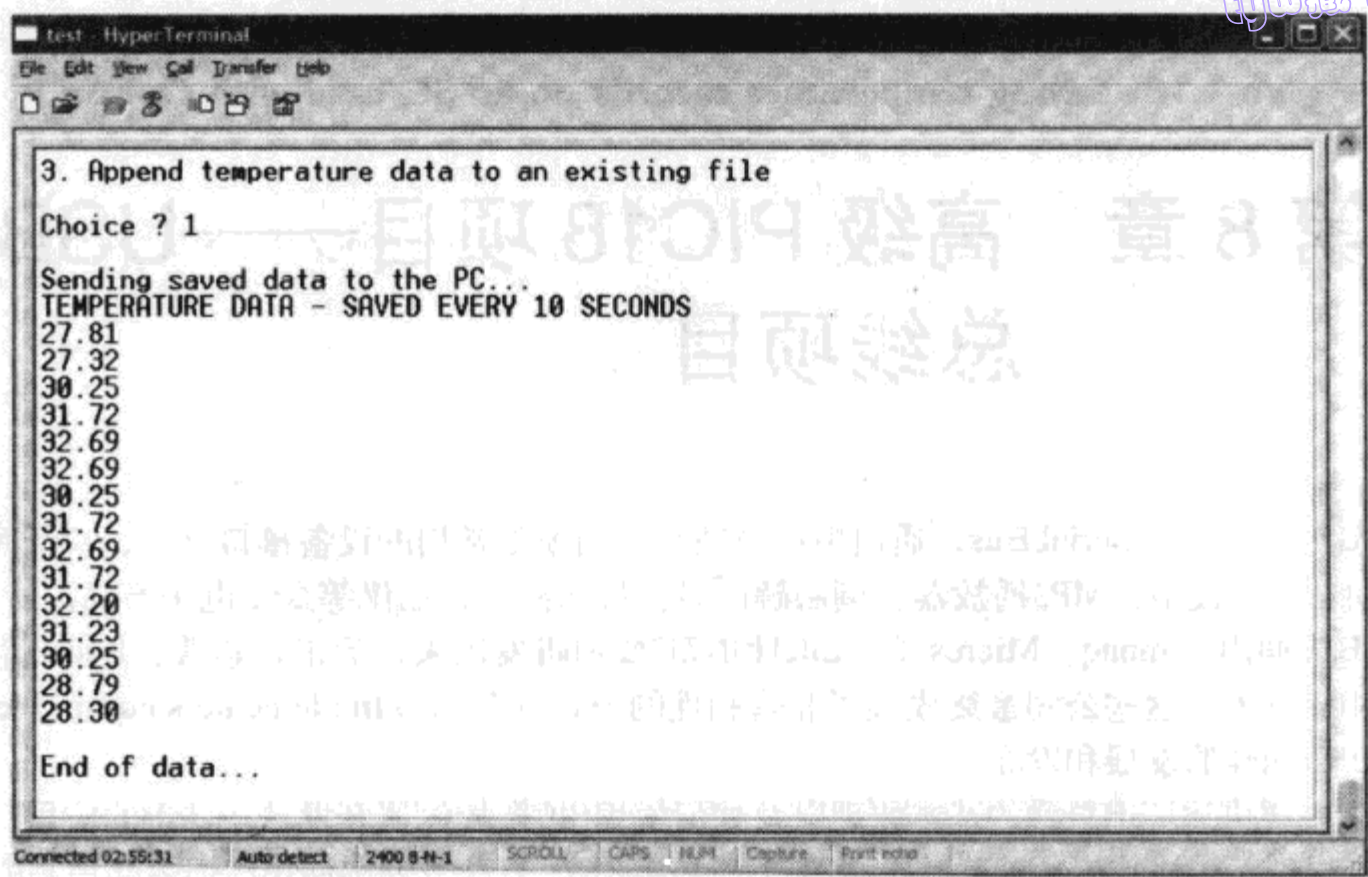 test - HyperTerminal
File Edit View Call Transfer Help
3. Append temperature data to an existing file
Choice ? 1
Sending saved data to the PC...
TEMPERATURE DATA - SAVED EVERY 10 SECONDS
27.81
27.32
30.25
31.72
32.69
32.69
30.25
31.72
32.69
31.72
32.20
31.23
30.25
28.79
28.30
End of data...
Connected 02:55:31 Auto detect 2400 8-N-1 SCROLL CAPS NUM Capture Print echo